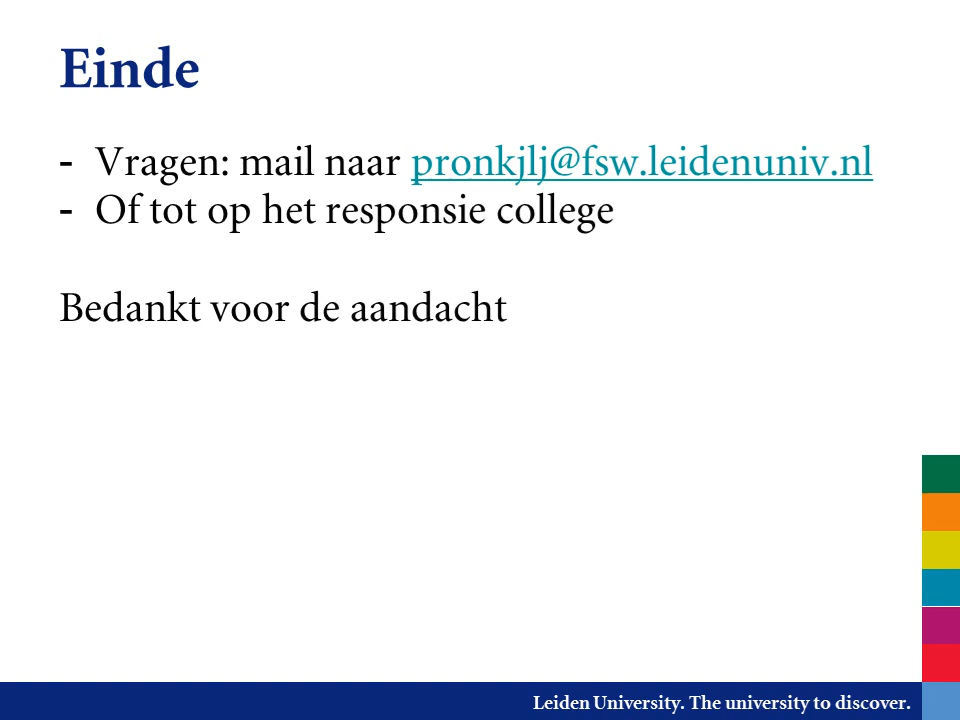 Einde
- Vragen: mail naar pronkjlj@fsw.leidenuniv.nl
- Of tot op het responsie college
Bedankt voor de aandacht
Leiden University. The university to discover.